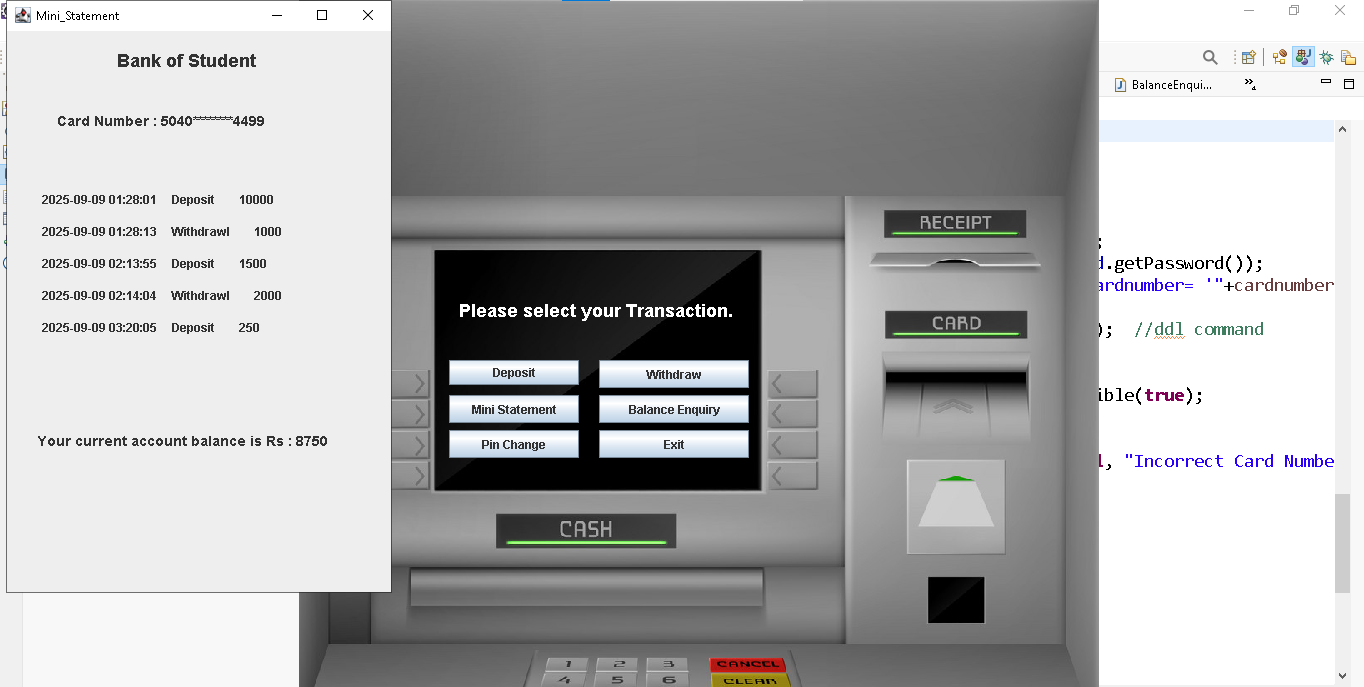 Mini_Statement
Bank of Student
Card Number : 5040********4499
2025-09-09 01:28:01 Deposit 10000
2025-09-09 01:28:13 Withdrawl 1000
2025-09-09 02:13:55 Deposit 1500
2025-09-09 02:14:04 Withdrawl 2000
2025-09-09 03:20:05 Deposit 250
Your current account balance is Rs : 8750
Please select your Transaction.
Deposit Withdraw
Mini Statement Balance Enquiry
Pin Change Exit
CASH
RECEIPT
CARD
1 2 3 CANCEL
4 5 6 CLEAR
BalanceEnqui...
»4
;
d.getPassword());
ardnumber= '"+cardnumber
);  //ddl command
ible(true);
l, "Incorrect Card Numbe